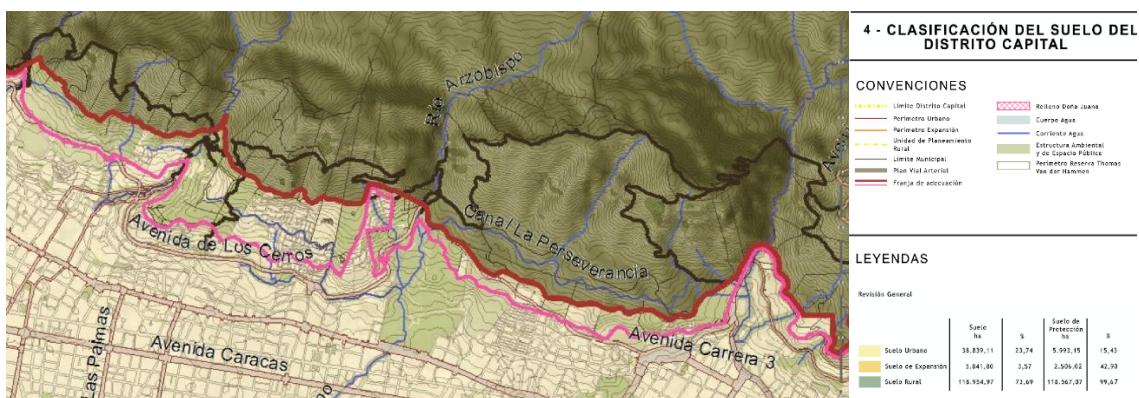 Río Arzobispo
Canal La Perseverancia
Avenida de Los Cerros
Avenida Carrera 3
Avenida Caracas
Las Palmas
4 - CLASIFICACIÓN DEL SUELO DEL
DISTRITO CAPITAL
CONVENCIONES
Límite Distrito Capital
Perímetro Urbano
Perímetro Expansión
Unidad de Planeamiento
Rural
Límite Municipal
Plan Vial Arterial
Franja de adecuación
Relleno Doña Juana
Cuerpo Agua
Corriente Agua
Estructura Ambiental
y de Espacio Público
Perímetro Reserva Thomas
Van der Hammen
LEYENDAS
Revisión General
Suelo
ha
%
Suelo de
Protección
ha
%
Suelo Urbano 38.839,11 23,74 5.993,15 15,43
Suelo de Expansión 5.841,80 3,57 2.506,02 42,90
Suelo Rural 118.954,97 73,69 118.567,07 99,67